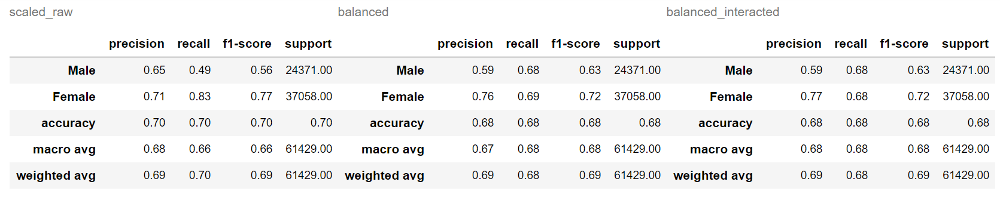 scaled_raw balanced balanced_interacted
precision recall f1-score support precision recall f1-score support precision recall f1-score support
Male 0.65 0.49 0.56 24371.00 Male 0.59 0.68 0.63 24371.00 Male 0.59 0.68 0.63 24371.00
Female 0.71 0.83 0.77 37058.00 Female 0.76 0.69 0.72 37058.00 Female 0.77 0.68 0.72 37058.00
accuracy 0.70 0.70 0.70 0.70 accuracy 0.68 0.68 0.68 0.68 accuracy 0.68 0.68 0.68 0.68
macro avg 0.68 0.66 0.66 61429.00 macro avg 0.67 0.68 0.68 61429.00 macro avg 0.68 0.68 0.68 61429.00
weighted avg 0.69 0.70 0.69 61429.00 weighted avg 0.69 0.68 0.69 61429.00 weighted avg 0.69 0.68 0.69 61429.00